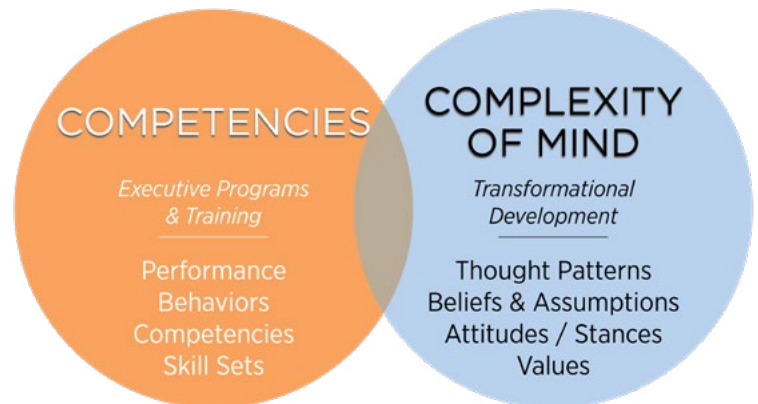 COMPETENCIES
Executive Programs
& Training
Performance
Behaviors
Competencies
Skill Sets
COMPLEXITY
OF MIND
Transformational
Development
Thought Patterns
Beliefs & Assumptions
Attitudes / Stances
Values